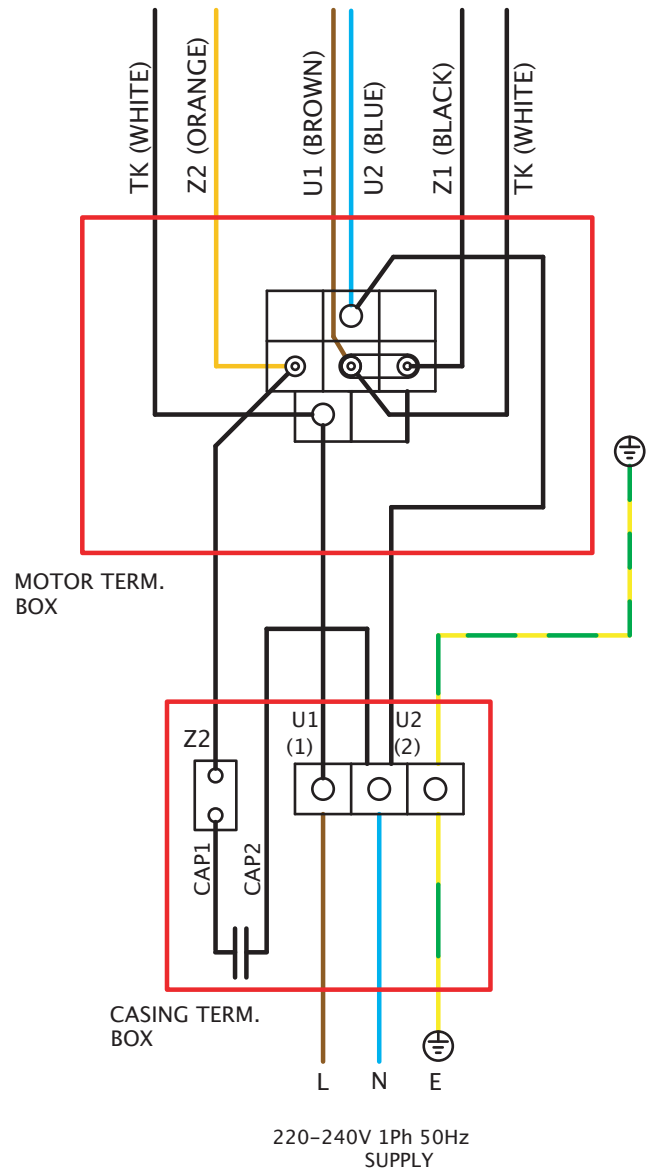 TK (WHITE)
Z2 (ORANGE)
U1 (BROWN)
U2 (BLUE)
Z1 (BLACK)
TK (WHITE)
MOTOR TERM.
BOX
Z2
U1
(1)
U2
(2)
CAP1
CAP2
CASING TERM.
BOX
L
N
E
220-240V 1Ph 50Hz
SUPPLY